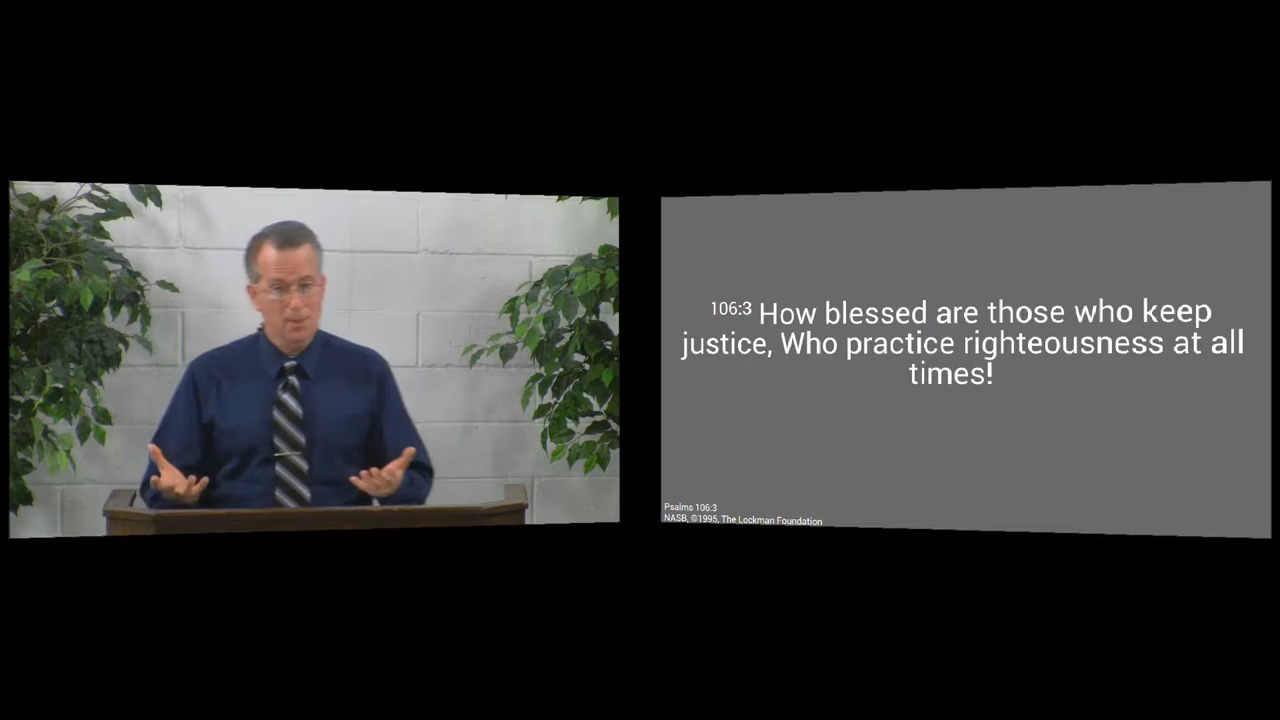 106:3 How blessed are those who keep
justice, Who practice righteousness at all
times!
Psalms 106:3
NASB, ©1995, The Lockman Foundation